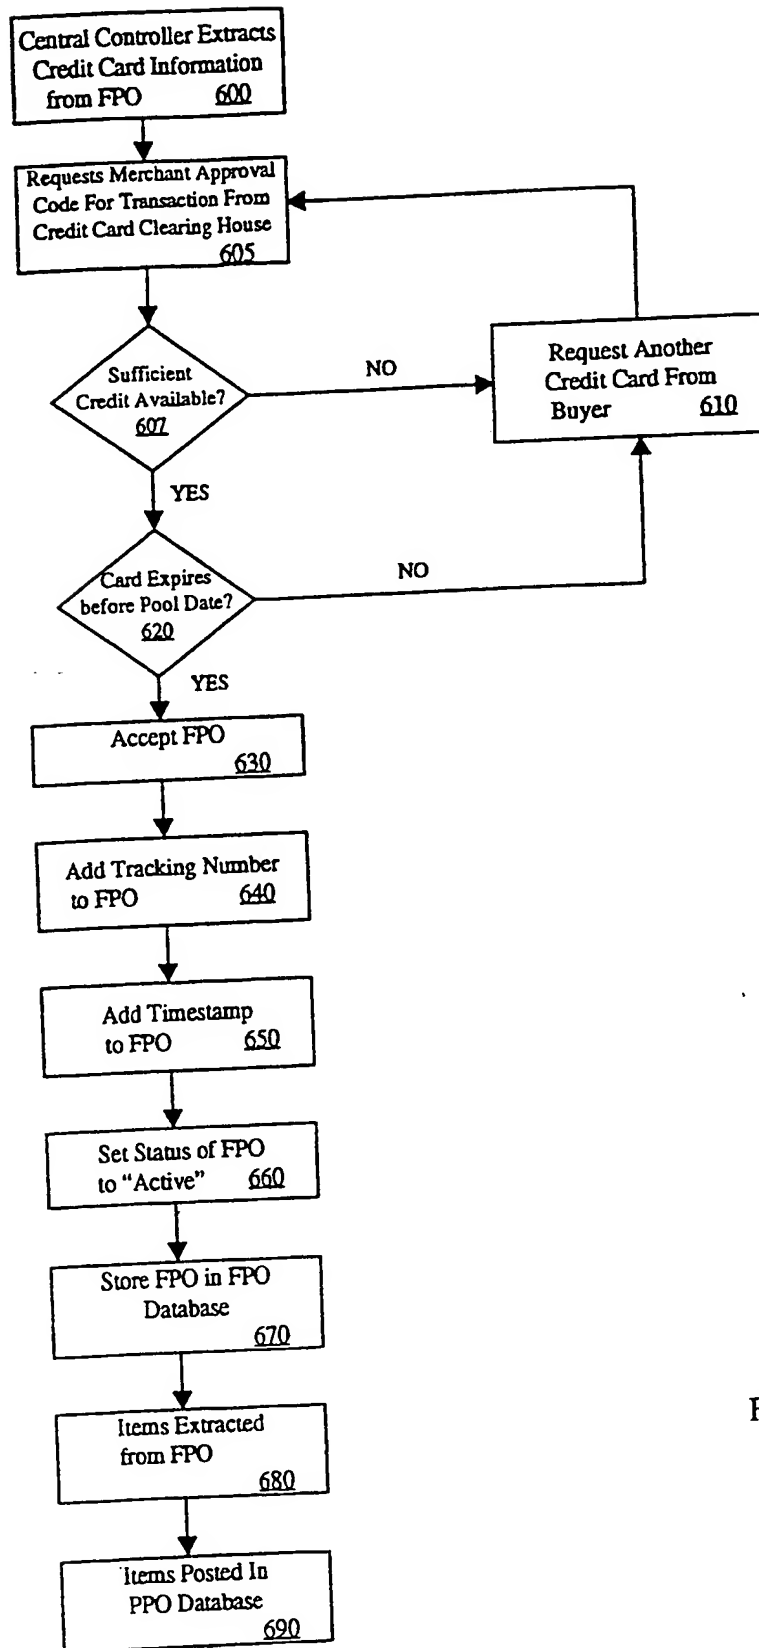 Central Controller Extracts
Credit Card Information
from FPO 600
Requests Merchant Approval
Code For Transaction From
Credit Card Clearing House
605
Sufficient
Credit Available?
607
NO
Request Another
Credit Card From
Buyer 610
YES
Card Expires
before Pool Date?
620
NO
YES
Accept FPO
630
Add Tracking Number
to FPO 640
Add Timestamp
to FPO 650
Set Status of FPO
to “Active” 660
Store FPO in FPO
Database
670
Items Extracted
from FPO
680
F
Items Posted In
PPO Database
690